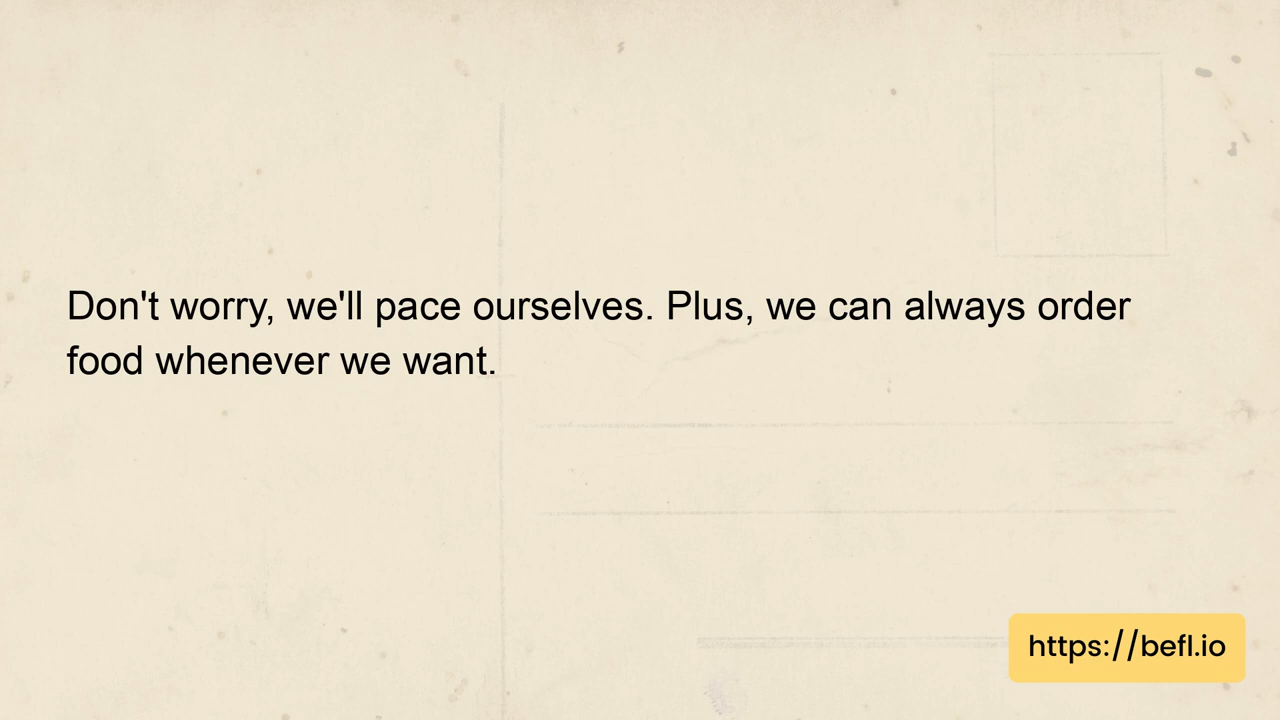 Don't worry, we'll pace ourselves. Plus, we can always order
food whenever we want.
https://befl.io